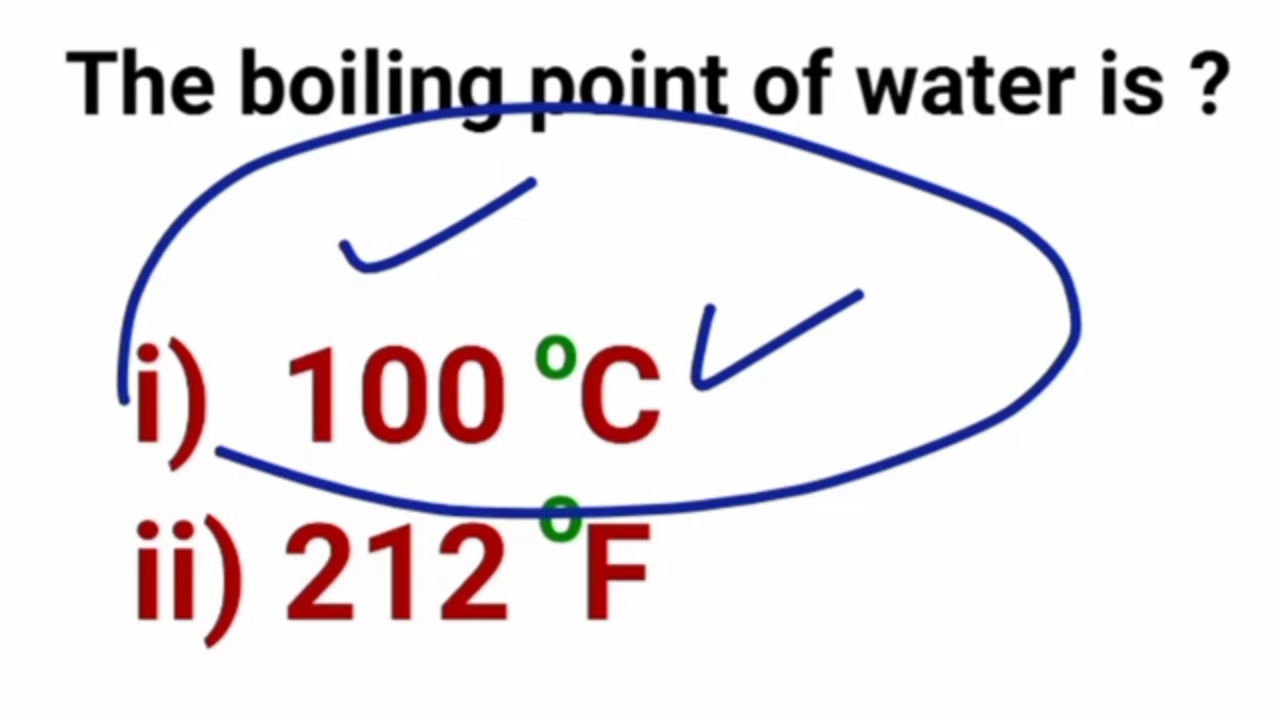 The boiling point of water is ?
i) 100 °C
ii) 212 °F